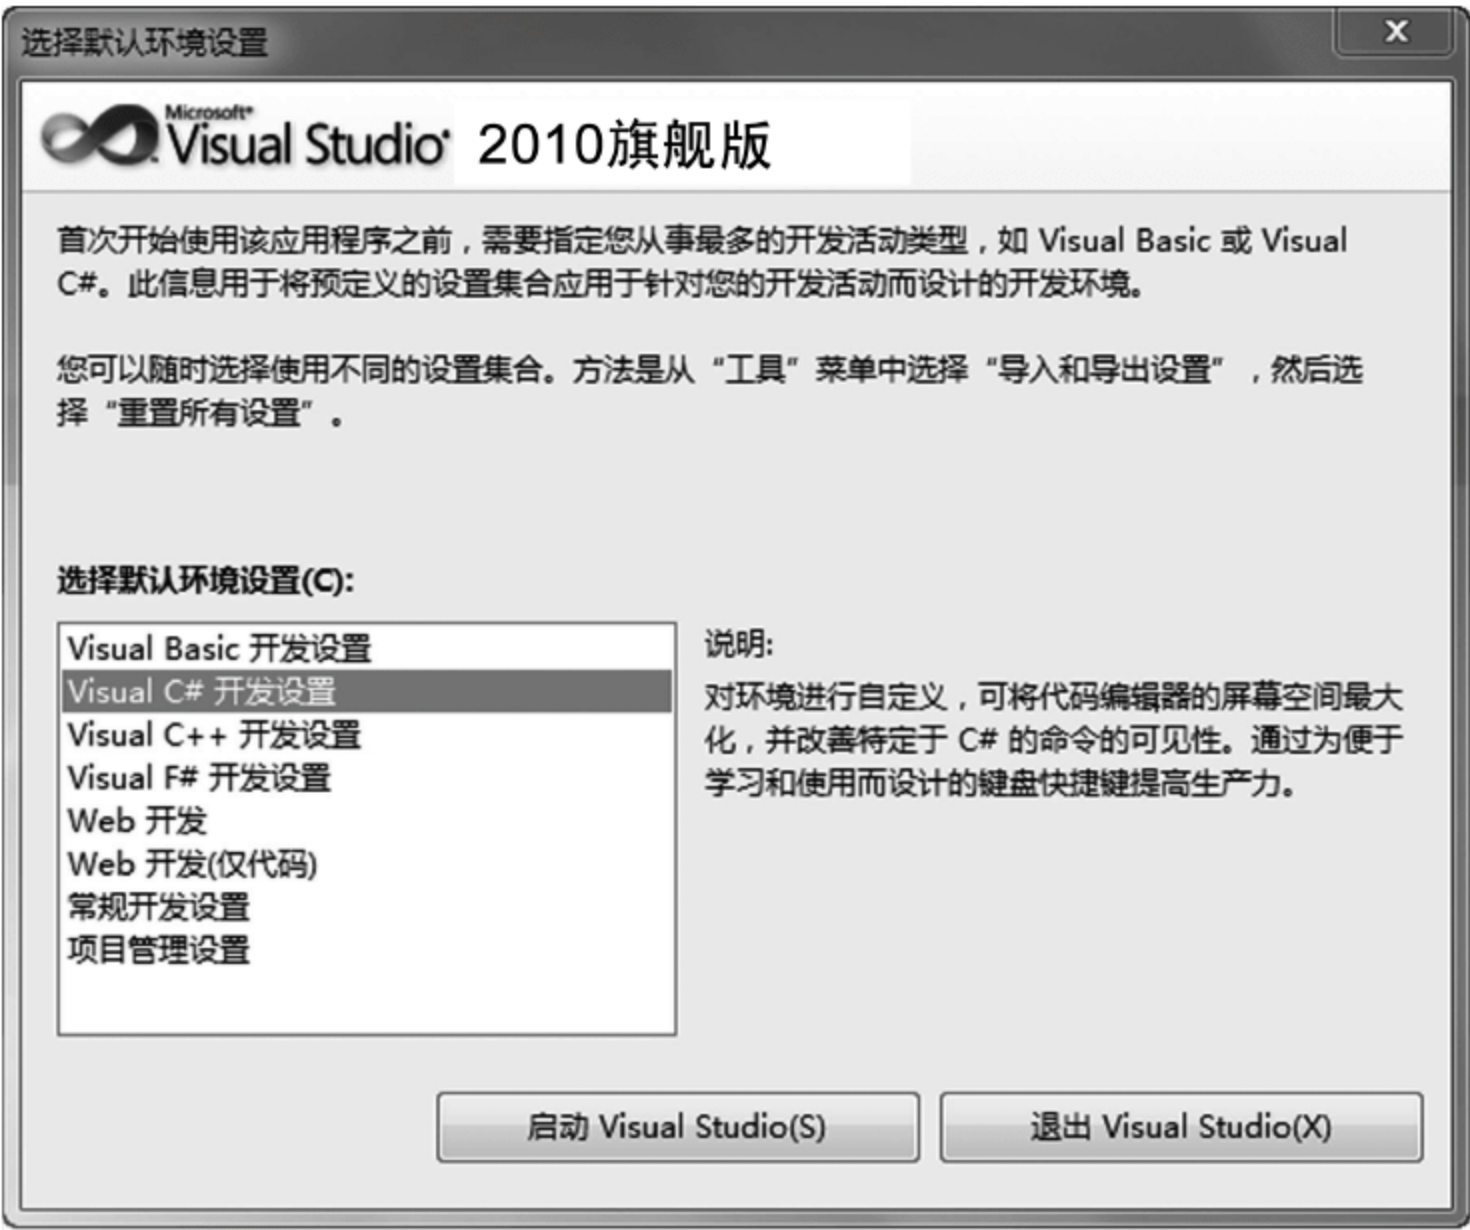 选择默认环境设置
X
Microsoft®
Visual Studio® 2010旗舰版
首次开始使用该应用程序之前，需要指定您从事最多的开发活动类型，如 Visual Basic 或 Visual
C#。此信息用于将预定义的设置集合应用于针对您的开发活动而设计的开发环境。
您可以随时选择使用不同的设置集合。方法是从“工具”菜单中选择“导入和导出设置”，然后选
择“重置所有设置”。
选择默认环境设置(C):
Visual Basic 开发设置
Visual C# 开发设置
Visual C++ 开发设置
Visual F# 开发设置
Web 开发
Web 开发(仅代码)
常规开发设置
项目管理设置
说明:
对环境进行自定义，可将代码编辑器的屏幕空间最大
化，并改善特定于 C# 的命令的可见性。通过为便于
学习和使用而设计的键盘快捷键提高生产力。
启动 Visual Studio(S)
退出 Visual Studio(X)